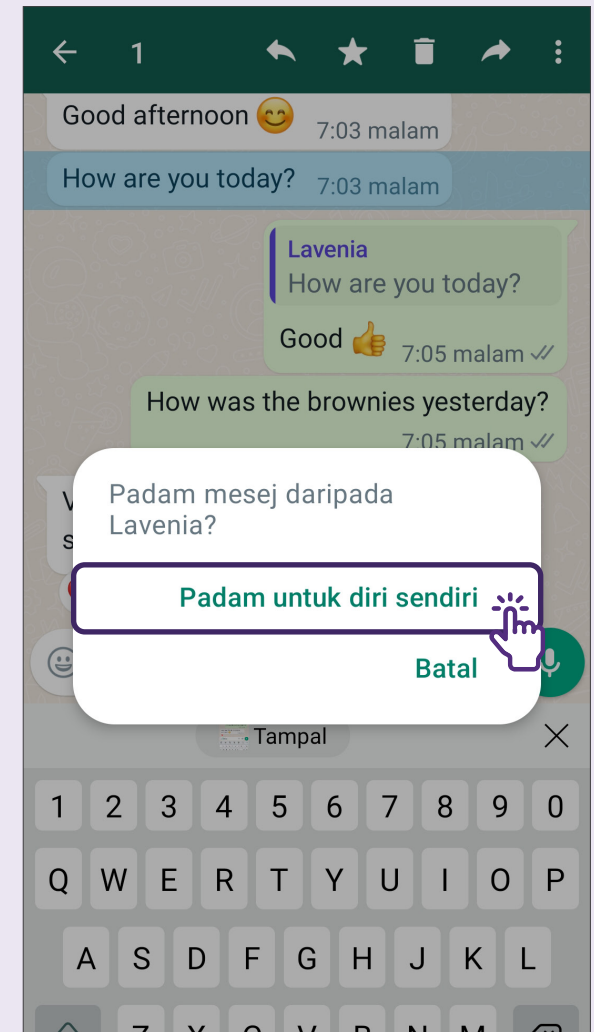 1
Good afternoon 😊 7:03 malam
How are you today? 7:03 malam
Lavenia
How are you today?
Good 👍 7:05 malam
How was the brownies yesterday?
7:05 malam
Padam mesej daripada
Lavenia?
Padam untuk diri sendiri
Batal
Tampal
1 2 3 4 5 6 7 8 9 0
Q W E R T Y U I O P
A S D F G H J K L
Z X C V B N M